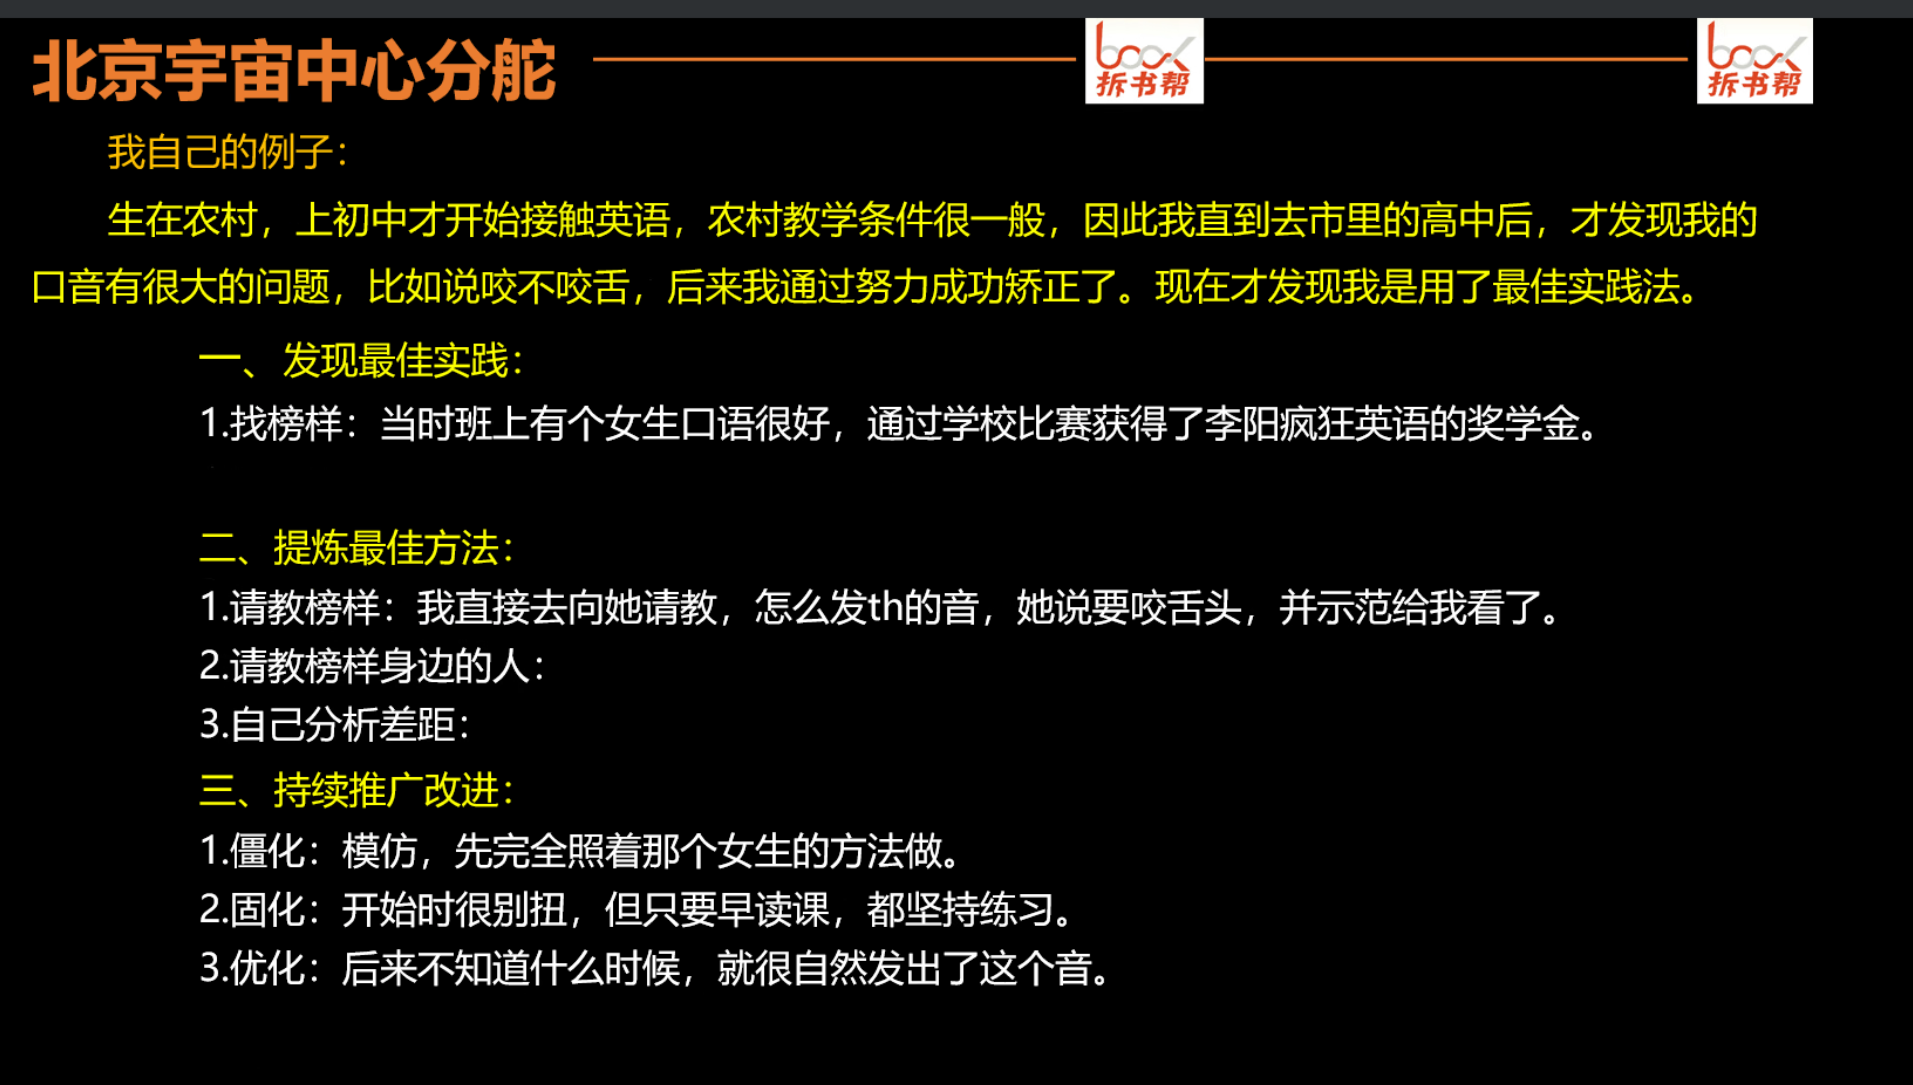 北京宇宙中心分舵
book
拆书帮
book
拆书帮
我自己的例子：
生在农村，上初中才开始接触英语，农村教学条件很一般，因此我直到去市里的高中后，才发现我的
口音有很大的问题，比如说咬不咬舌，后来我通过努力成功矫正了。现在才发现我是用了最佳实践法。
一、发现最佳实践：
1.找榜样：当时班上有个女生口语很好，通过学校比赛获得了李阳疯狂英语的奖学金。
二、提炼最佳方法：
1.请教榜样：我直接去向她请教，怎么发th的音，她说要咬舌头，并示范给我看了。
2.请教榜样身边的人：
3.自己分析差距：
三、持续推广改进：
1.僵化：模仿，先完全照着那个女生的方法做。
2.固化：开始时很别扭，但只要早读课，都坚持练习。
3.优化：后来不知道什么时候，就很自然发出了这个音。